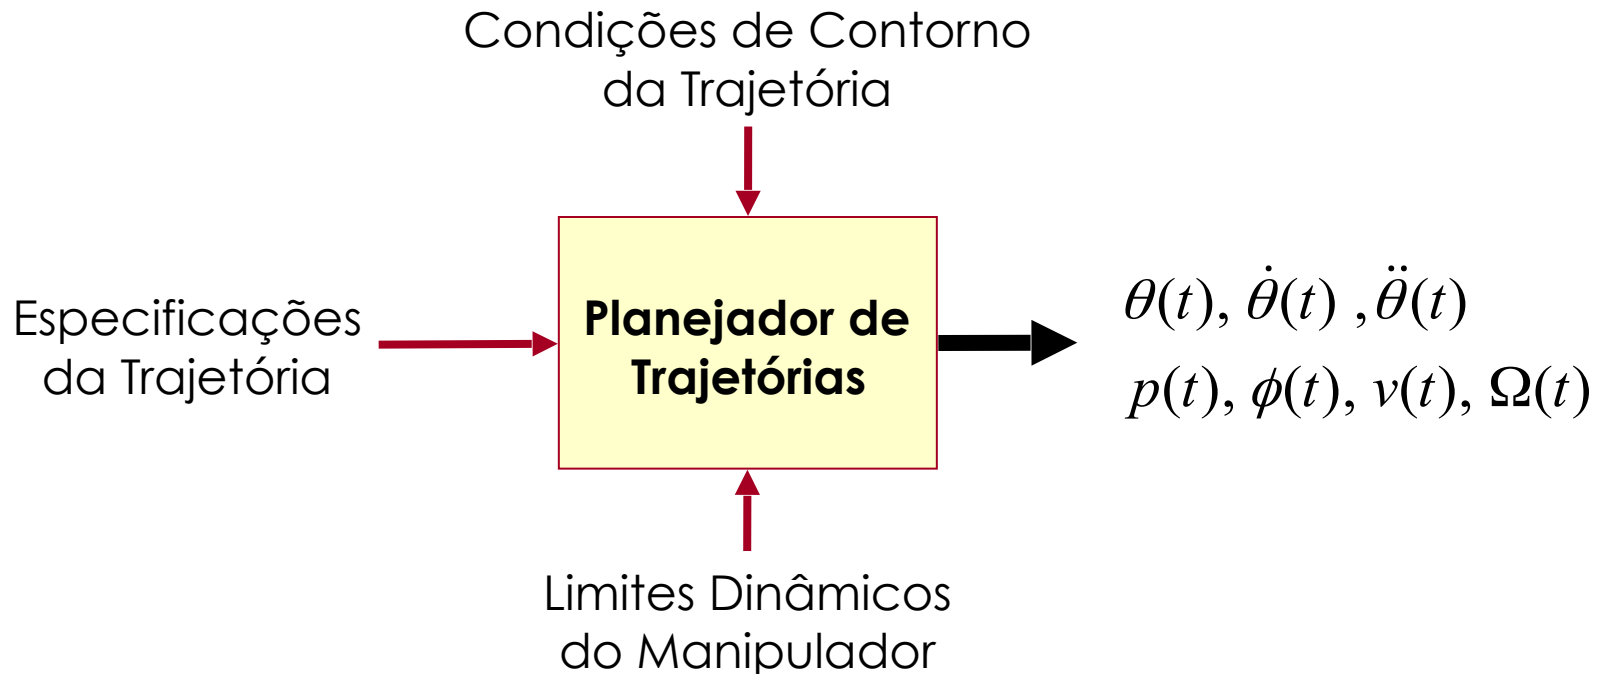 Condições de Contorno
da Trajetória
Especificações
da Trajetória
Planejador de
Trajetórias
θ(t), θ̇(t) ,θ̈(t)
p(t), ϕ(t), v(t), Ω(t)
Limites Dinâmicos
do Manipulador